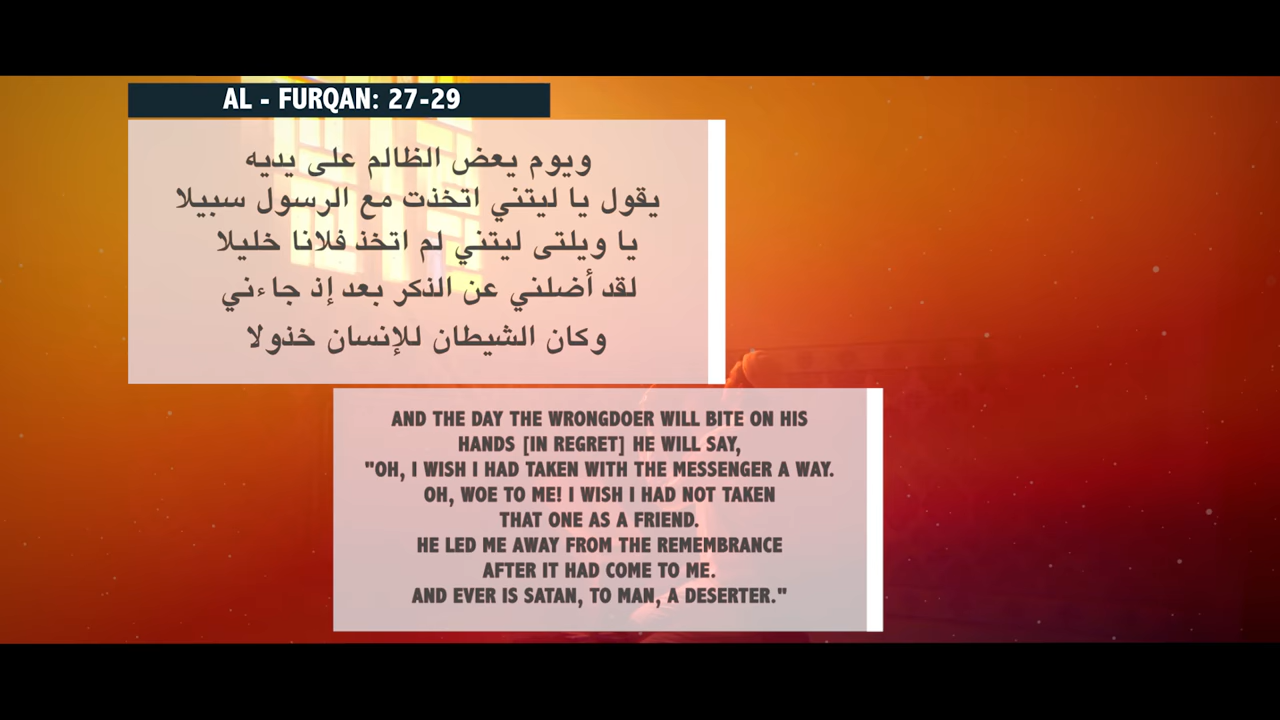 AL - FURQAN: 27-29
ويوم يعض الظالم على يديه
يقول يا ليتني اتخذت مع الرسول سبيلا
يا ويلتى ليتني لم اتخذ فلانا خليلا
لقد أضلني عن الذكر بعد إذ جاءني
وكان الشيطان للإنسان خذولا
AND THE DAY THE WRONGDOER WILL BITE ON HIS
HANDS [IN REGRET] HE WILL SAY,
"OH, I WISH I HAD TAKEN WITH THE MESSENGER A WAY.
OH, WOE TO ME! I WISH I HAD NOT TAKEN
THAT ONE AS A FRIEND.
HE LED ME AWAY FROM THE REMEMBRANCE
AFTER IT HAD COME TO ME.
AND EVER IS SATAN, TO MAN, A DESERTER."